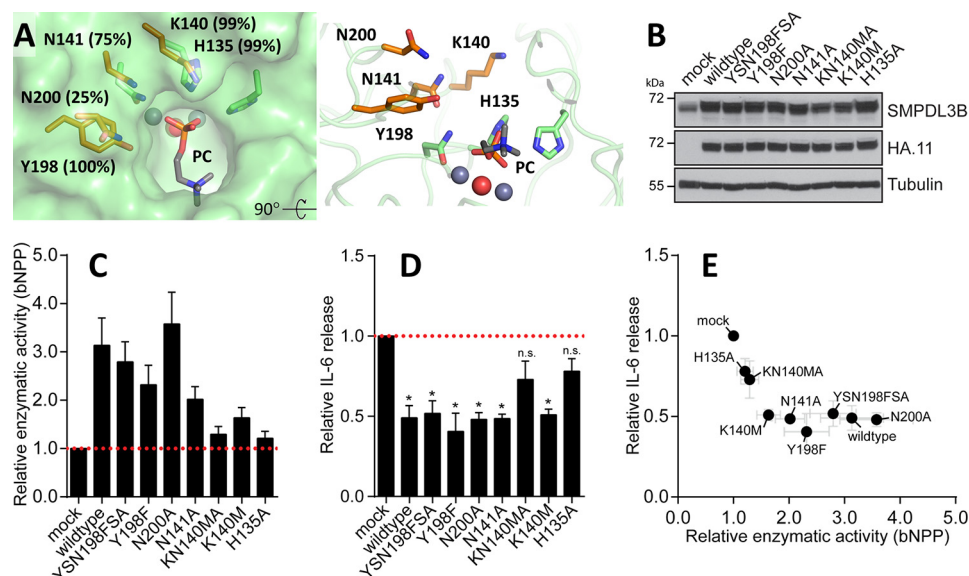 A
N141 (75%)
K140 (99%)
H135 (99%)
N200 (25%)
PC
Y198 (100%)
90°
N200
K140
N141
H135
Y198
PC
B
kDa
mock
wildtype
YSN198FSA
Y198F
N200A
N141A
KN140MA
K140M
H135A
72
SMPDL3B
72
HA.11
55
Tubulin
C
Relative enzymatic activity (bNPP)
5.0
4.0
3.0
2.0
1.0
0.0
mock
wildtype
YSN198FSA
Y198F
N200A
N141A
KN140MA
K140M
H135A
D
Relative IL-6 release
1.5
1.0
0.5
0.0
* * * * * n.s. * n.s.
mock
wildtype
YSN198FSA
Y198F
N200A
N141A
KN140MA
K140M
H135A
E
Relative IL-6 release
1.5
1.0
0.5
0.0
mock
H135A
KN140MA
K140M
N141A
Y198F
YSN198FSA
wildtype
N200A
0.0 1.0 2.0 3.0 4.0 5.0
Relative enzymatic activity (bNPP)